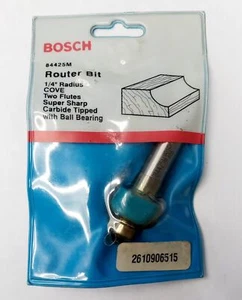 BOSCH
84425M
Router Bit
1/4" Radius
COVE
Two Flutes
Super Sharp
Carbide Tipped
with Ball Bearing
2610906515